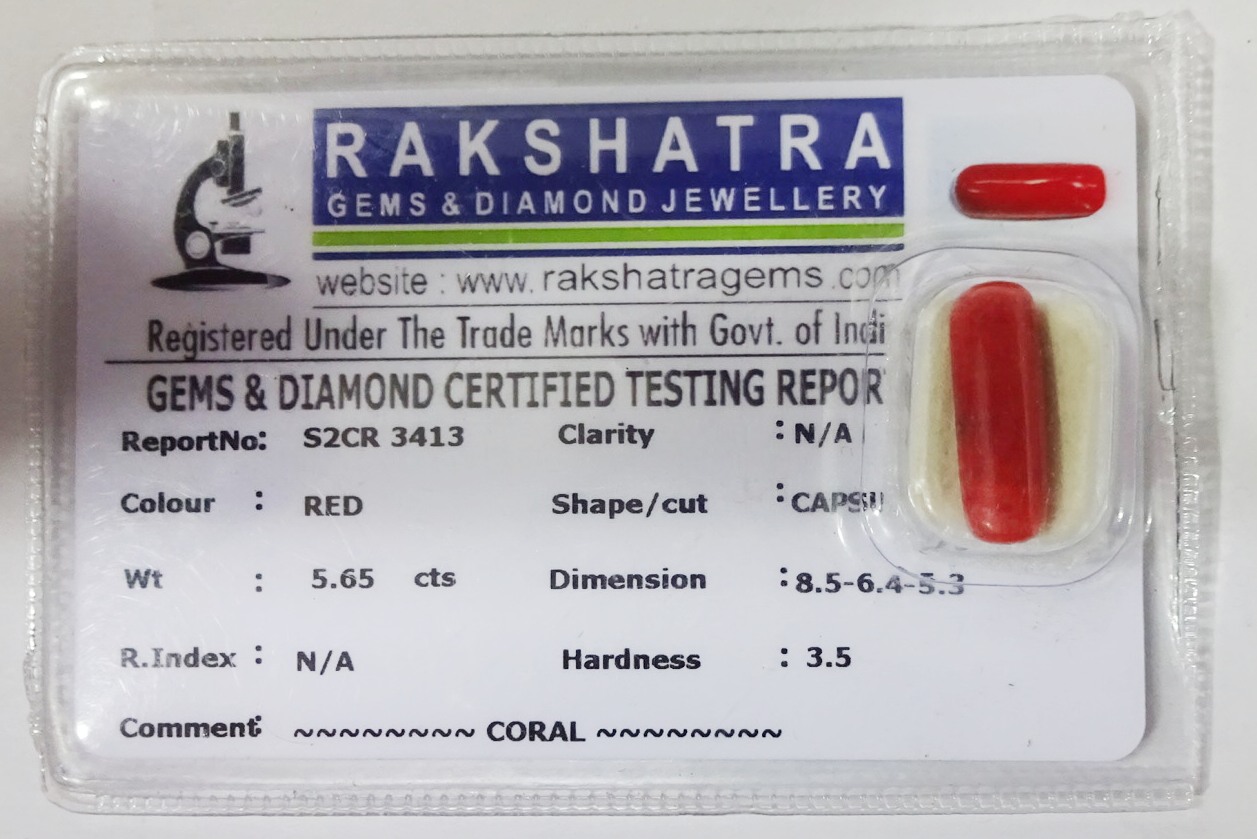 RAKSHATRA
GEMS & DIAMOND JEWELLERY
website : www. rakshatragems.com
Registered Under The Trade Marks with Govt. of Indi
GEMS & DIAMOND CERTIFIED TESTING REPOR
ReportNo: S2CR 3413 Clarity : N/A
Colour : RED Shape/cut : CAPSU
Wt : 5.65 cts Dimension : 8.5-6.4-5.3
R.Index : N/A Hardness : 3.5
Comment: ~~~~~~~~ CORAL ~~~~~~~~